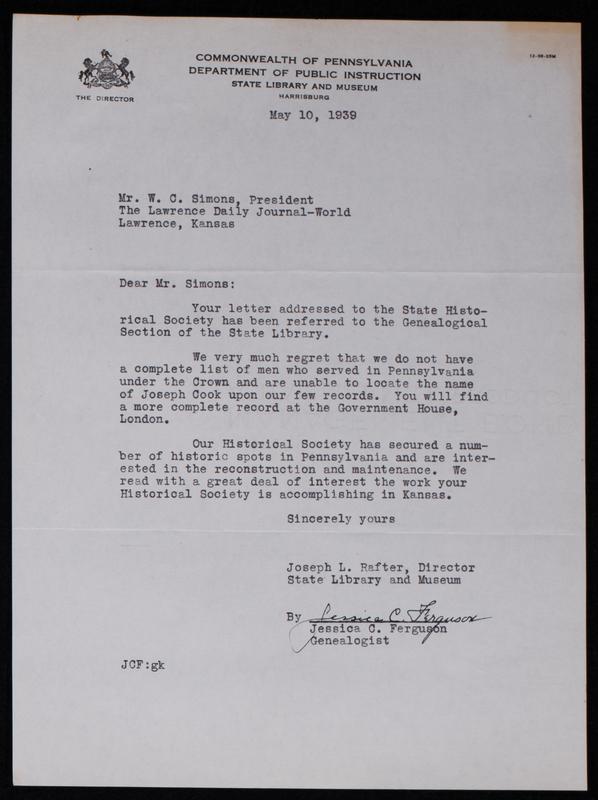 12-38-25M
COMMONWEALTH OF PENNSYLVANIA
DEPARTMENT OF PUBLIC INSTRUCTION
STATE LIBRARY AND MUSEUM
HARRISBURG
THE DIRECTOR
May 10, 1939
Mr. W. C. Simons, President
The Lawrence Daily Journal-World
Lawrence, Kansas
Dear Mr. Simons:
Your letter addressed to the State Histo-
rical Society has been referred to the Genealogical
Section of the State Library.
We very much regret that we do not have
a complete list of men who served in Pennsylvania
under the Crown and are unable to locate the name
of Joseph Cook upon our few records. You will find
a more complete record at the Government House,
London.
Our Historical Society has secured a num-
ber of historic spots in Pennsylvania and are inter-
ested in the reconstruction and maintenance. We
read with a great deal of interest the work your
Historical Society is accomplishing in Kansas.
Sincerely yours
Joseph L. Rafter, Director
State Library and Museum
By Jessica C. Ferguson
Jessica C. Ferguson
Genealogist
JCF:gk